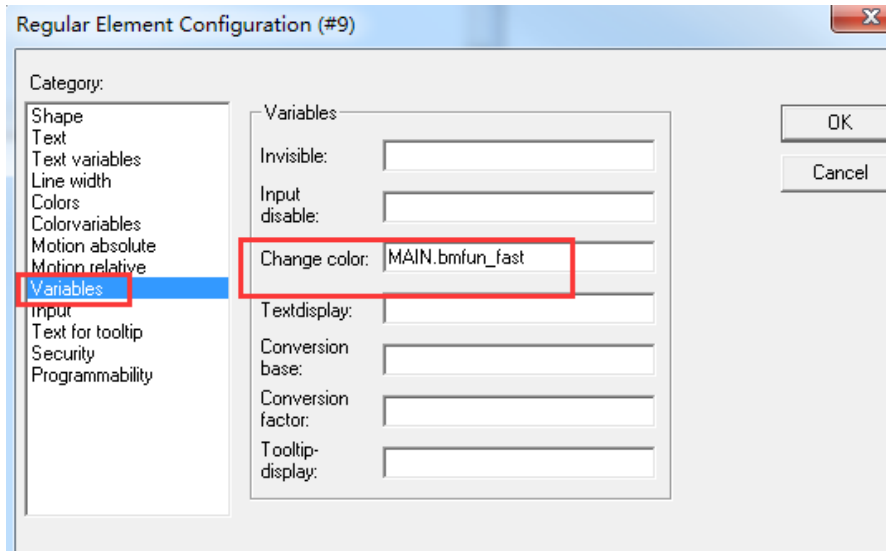 Regular Element Configuration (#9)
X
Category:
Shape
Text
Text variables
Line width
Colors
Colorvariables
Motion absolute
Motion relative
Variables
Input
Text for tooltip
Security
Programmability
Variables
Invisible:
Input
disable:
Change color: MAIN.bmfun_fast
Textdisplay:
Conversion
base:
Conversion
factor:
Tooltip-
display:
OK
Cancel